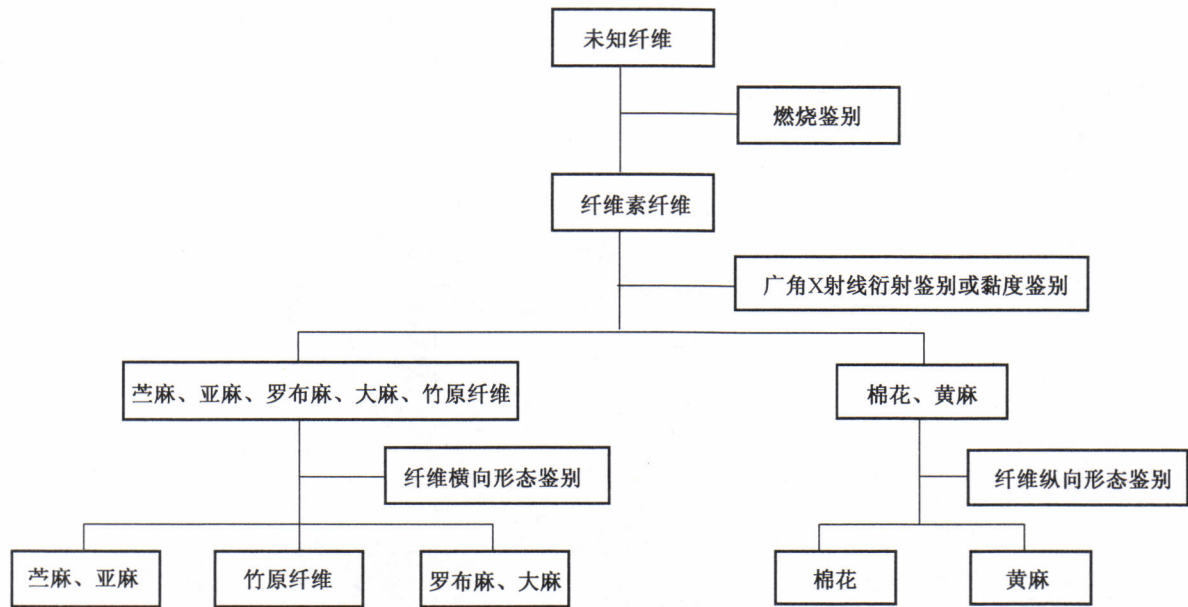 未知纤维
燃烧鉴别
纤维素纤维
广角X射线衍射鉴别或黏度鉴别
苎麻、亚麻、罗布麻、大麻、竹原纤维
棉花、黄麻
纤维横向形态鉴别
纤维纵向形态鉴别
苎麻、亚麻
竹原纤维
罗布麻、大麻
棉花
黄麻